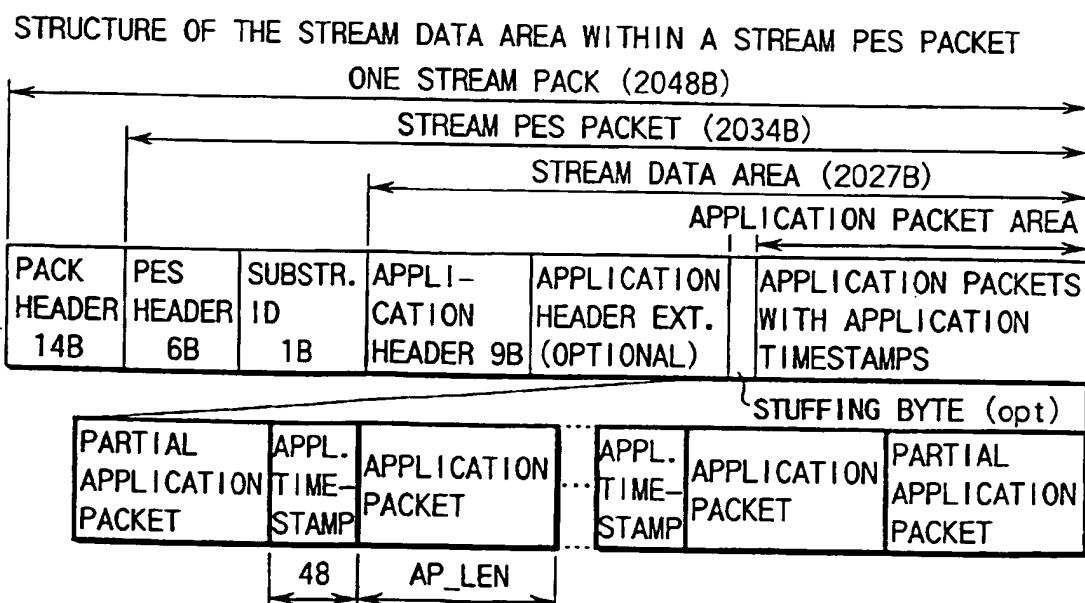 STRUCTURE OF THE STREAM DATA AREA WITHIN A STREAM PES PACKET
ONE STREAM PACK (2048B)
STREAM PES PACKET (2034B)
STREAM DATA AREA (2027B)
APPLICATION PACKET AREA
PACK
HEADER
14B
PES
HEADER
6B
SUBSTR.
ID
1B
APPLI-
CATION
HEADER 9B
APPLICATION
HEADER EXT.
(OPTIONAL)
APPLICATION PACKETS
WITH APPLICATION
TIMESTAMPS
STUFFING BYTE (opt)
PARTIAL
APPLICATION
PACKET
APPL.
TIME-
STAMP
APPLICATION
PACKET
...
APPL.
TIME-
STAMP
APPLICATION
PACKET
PARTIAL
APPLICATION
PACKET
48
AP_LEN